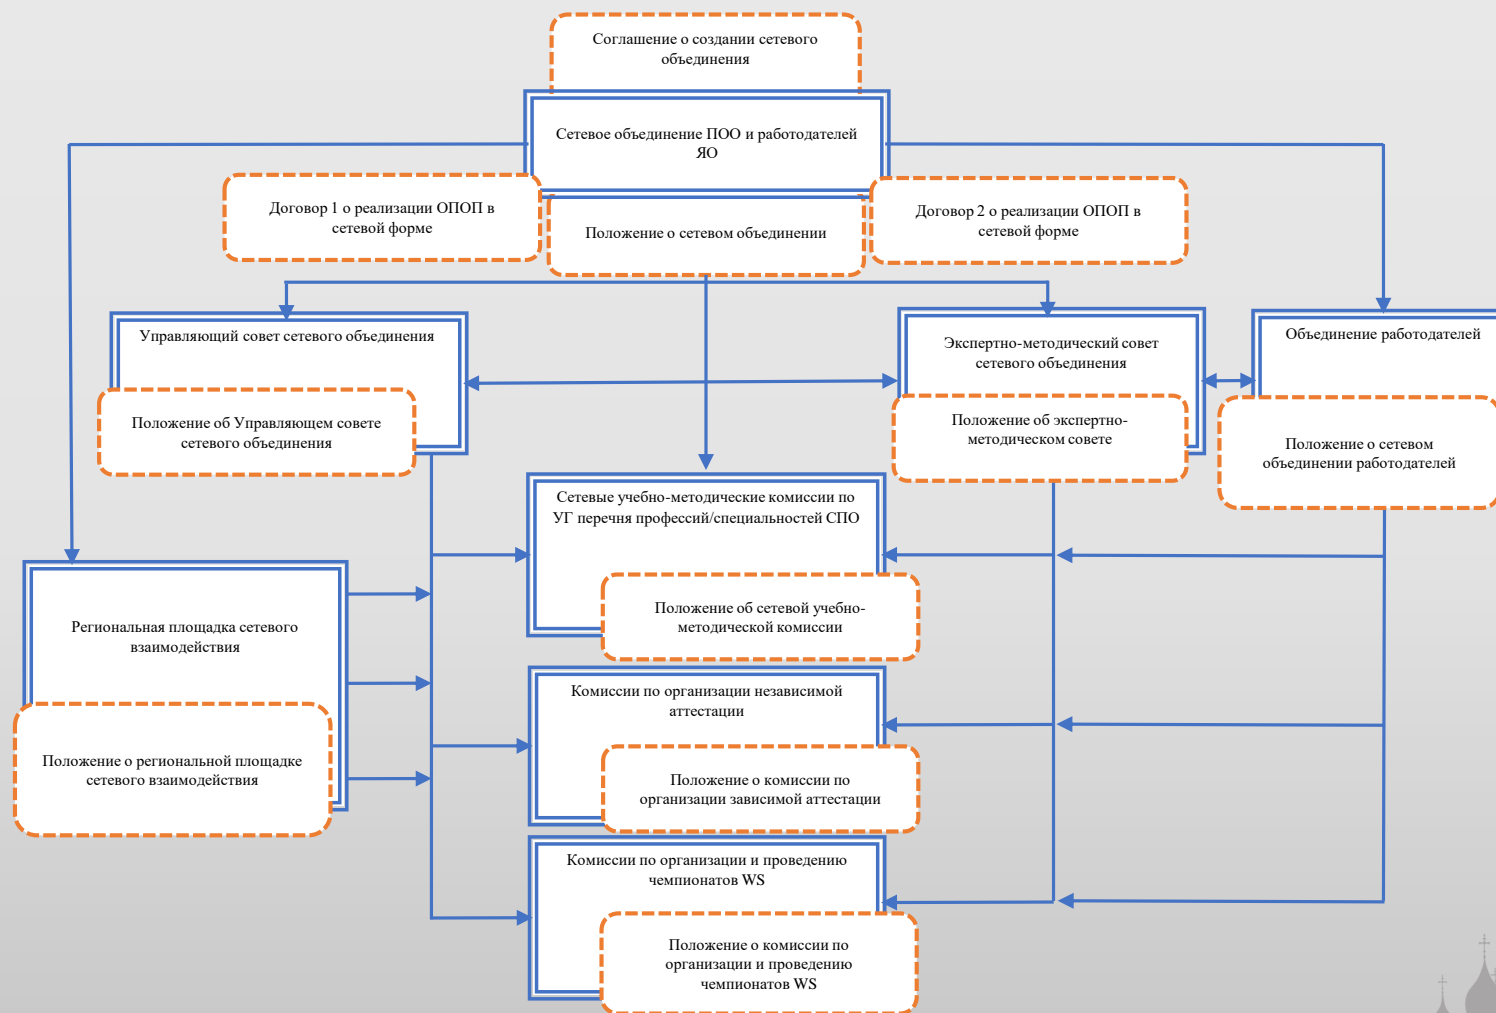 Соглашение о создании сетевого
объединения
Сетевое объединение ПОО и работодателей
ЯО
Договор 1 о реализации ОПОП в
сетевой форме
Положение о сетевом объединении
Договор 2 о реализации ОПОП в
сетевой форме
Управляющий совет сетевого объединения
Положение об Управляющем совете
сетевого объединения
Экспертно-методический совет
сетевого объединения
Положение об экспертно-
методическом совете
Объединение работодателей
Положение о сетевом
объединении работодателей
Сетевые учебно-методические комиссии по
УГ перечня профессий/специальностей СПО
Положение об сетевой учебно-
методической комиссии
Региональная площадка сетевого
взаимодействия
Положение о региональной площадке
сетевого взаимодействия
Комиссии по организации независимой
аттестации
Положение о комиссии по
организации зависимой аттестации
Комиссии по организации и проведению
чемпионатов WS
Положение о комиссии по
организации и проведению
чемпионатов WS